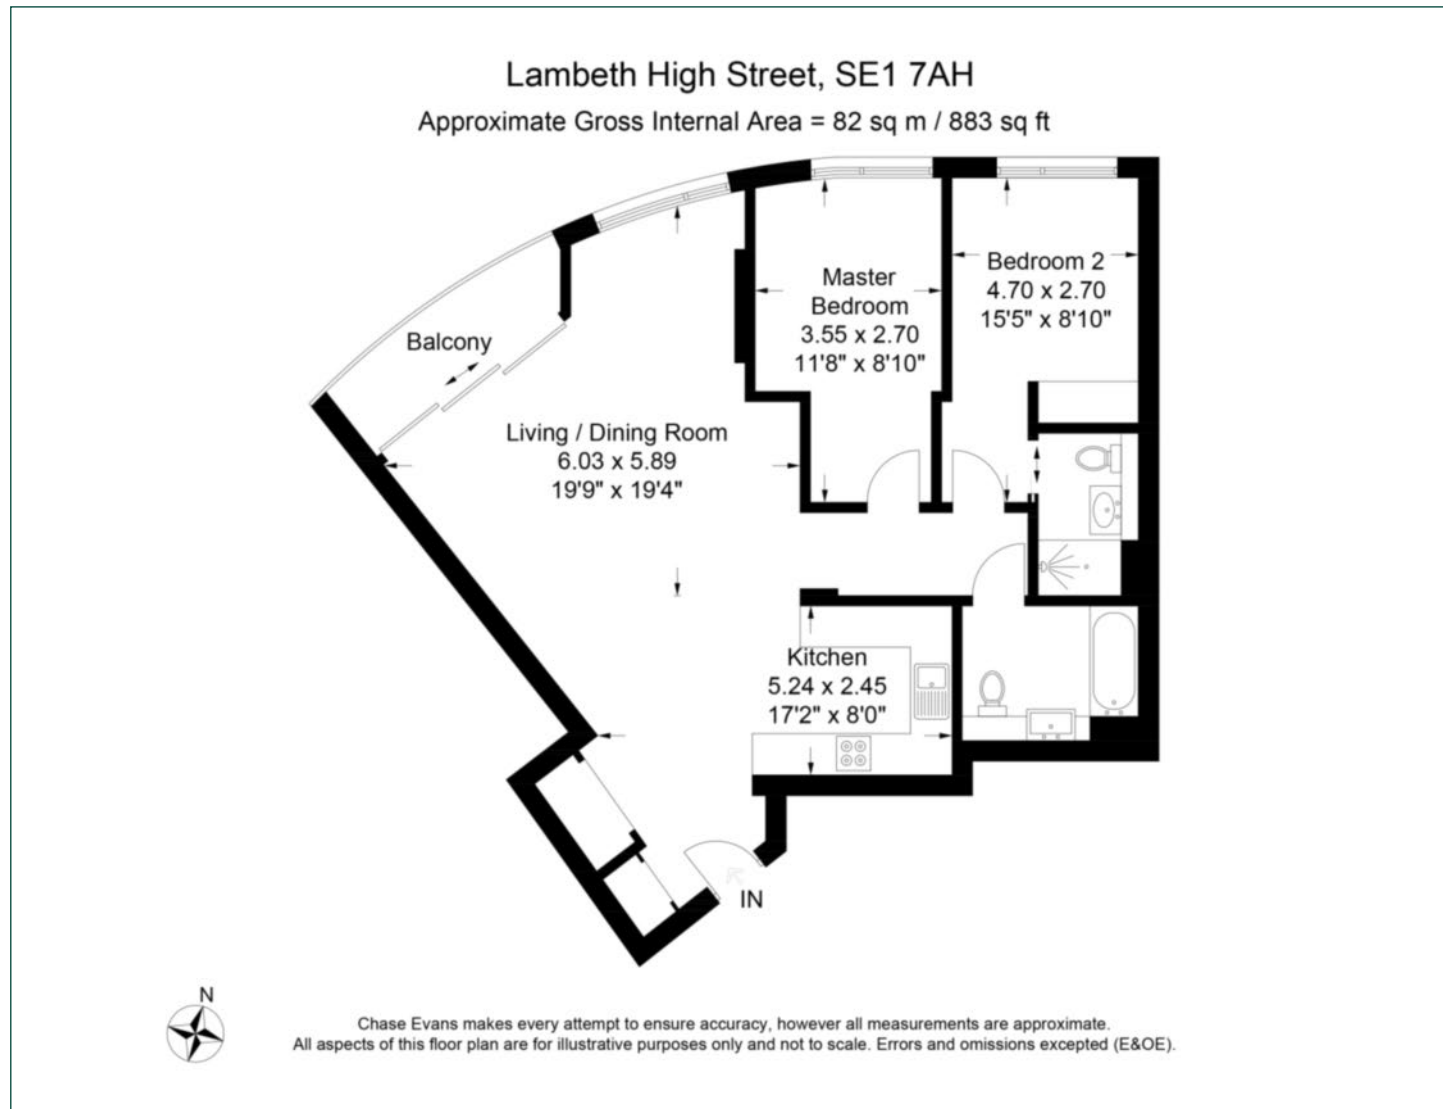 Lambeth High Street, SE1 7AH
Approximate Gross Internal Area = 82 sq m / 883 sq ft
Balcony
Master
Bedroom
3.55 x 2.70
11'8" x 8'10"
Bedroom 2
4.70 x 2.70
15'5" x 8'10"
Living / Dining Room
6.03 x 5.89
19'9" x 19'4"
Kitchen
5.24 x 2.45
17'2" x 8'0"
IN
N
Chase Evans makes every attempt to ensure accuracy, however all measurements are approximate.
All aspects of this floor plan are for illustrative purposes only and not to scale. Errors and omissions excepted (E&OE).